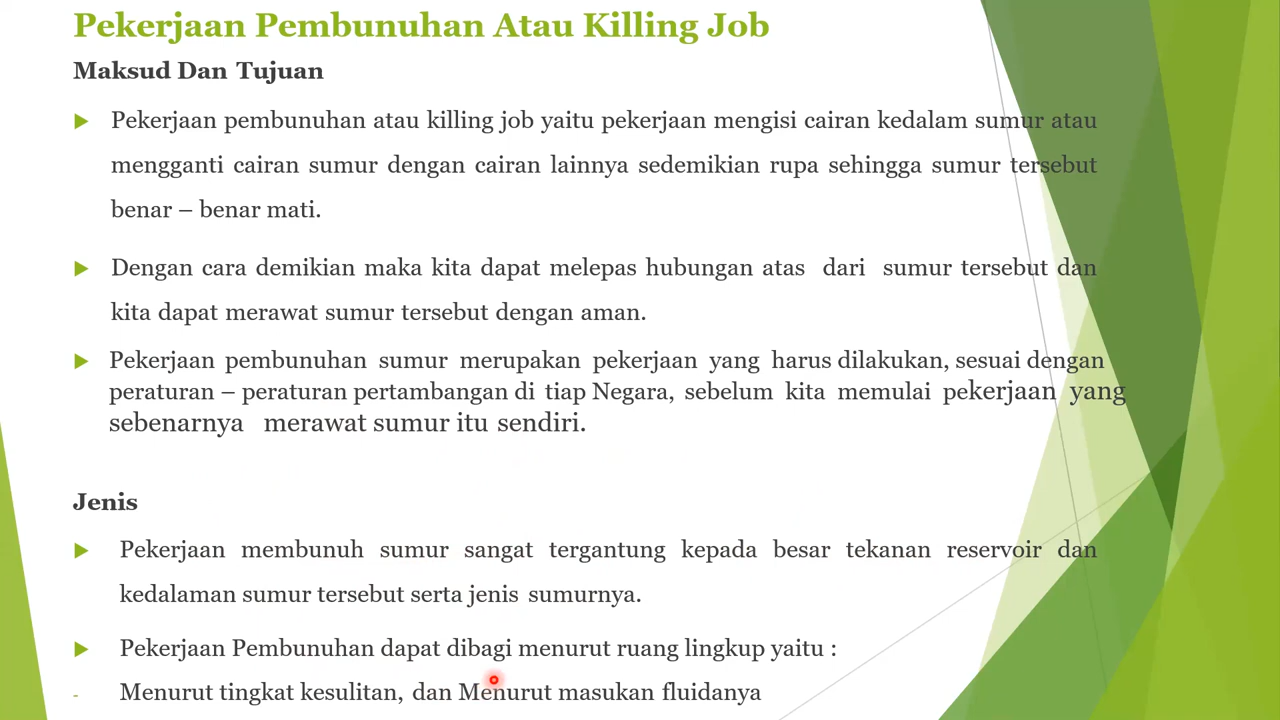 Pekerjaan Pembunuhan Atau Killing Job
Maksud Dan Tujuan
Pekerjaan pembunuhan atau killing job yaitu pekerjaan mengisi cairan kedalam sumur atau
mengganti cairan sumur dengan cairan lainnya sedemikian rupa sehingga sumur tersebut
benar – benar mati.
Dengan cara demikian maka kita dapat melepas hubungan atas dari sumur tersebut dan
kita dapat merawat sumur tersebut dengan aman.
Pekerjaan pembunuhan sumur merupakan pekerjaan yang harus dilakukan, sesuai dengan
peraturan – peraturan pertambangan di tiap Negara, sebelum kita memulai pekerjaan yang
sebenarnya merawat sumur itu sendiri.
Jenis
Pekerjaan membunuh sumur sangat tergantung kepada besar tekanan reservoir dan
kedalaman sumur tersebut serta jenis sumurnya.
Pekerjaan Pembunuhan dapat dibagi menurut ruang lingkup yaitu :
- Menurut tingkat kesulitan, dan Menurut masukan fluidanya